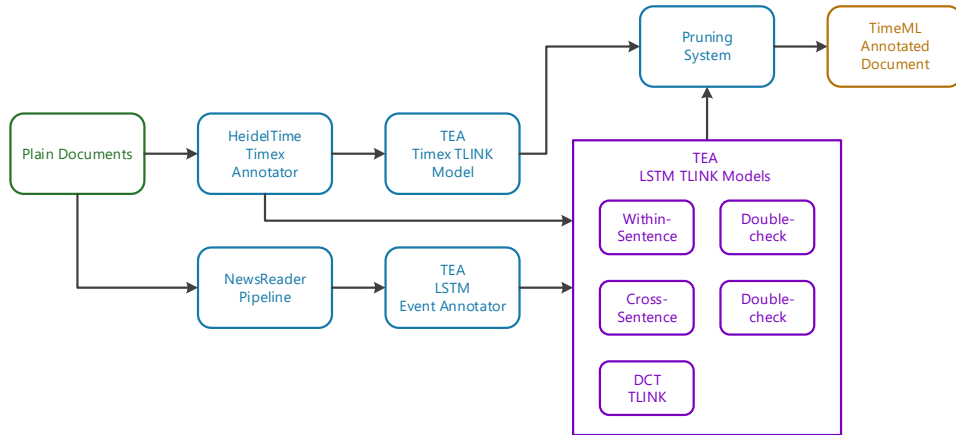 Plain Documents
HeidelTime
Timex
Annotator
TEA
Timex TLINK
Model
Pruning
System
TimeML
Annotated
Document
NewsReader
Pipeline
TEA
LSTM
Event Annotator
TEA
LSTM TLINK Models
Within-
Sentence
Double-
check
Cross-
Sentence
Double-
check
DCT
TLINK